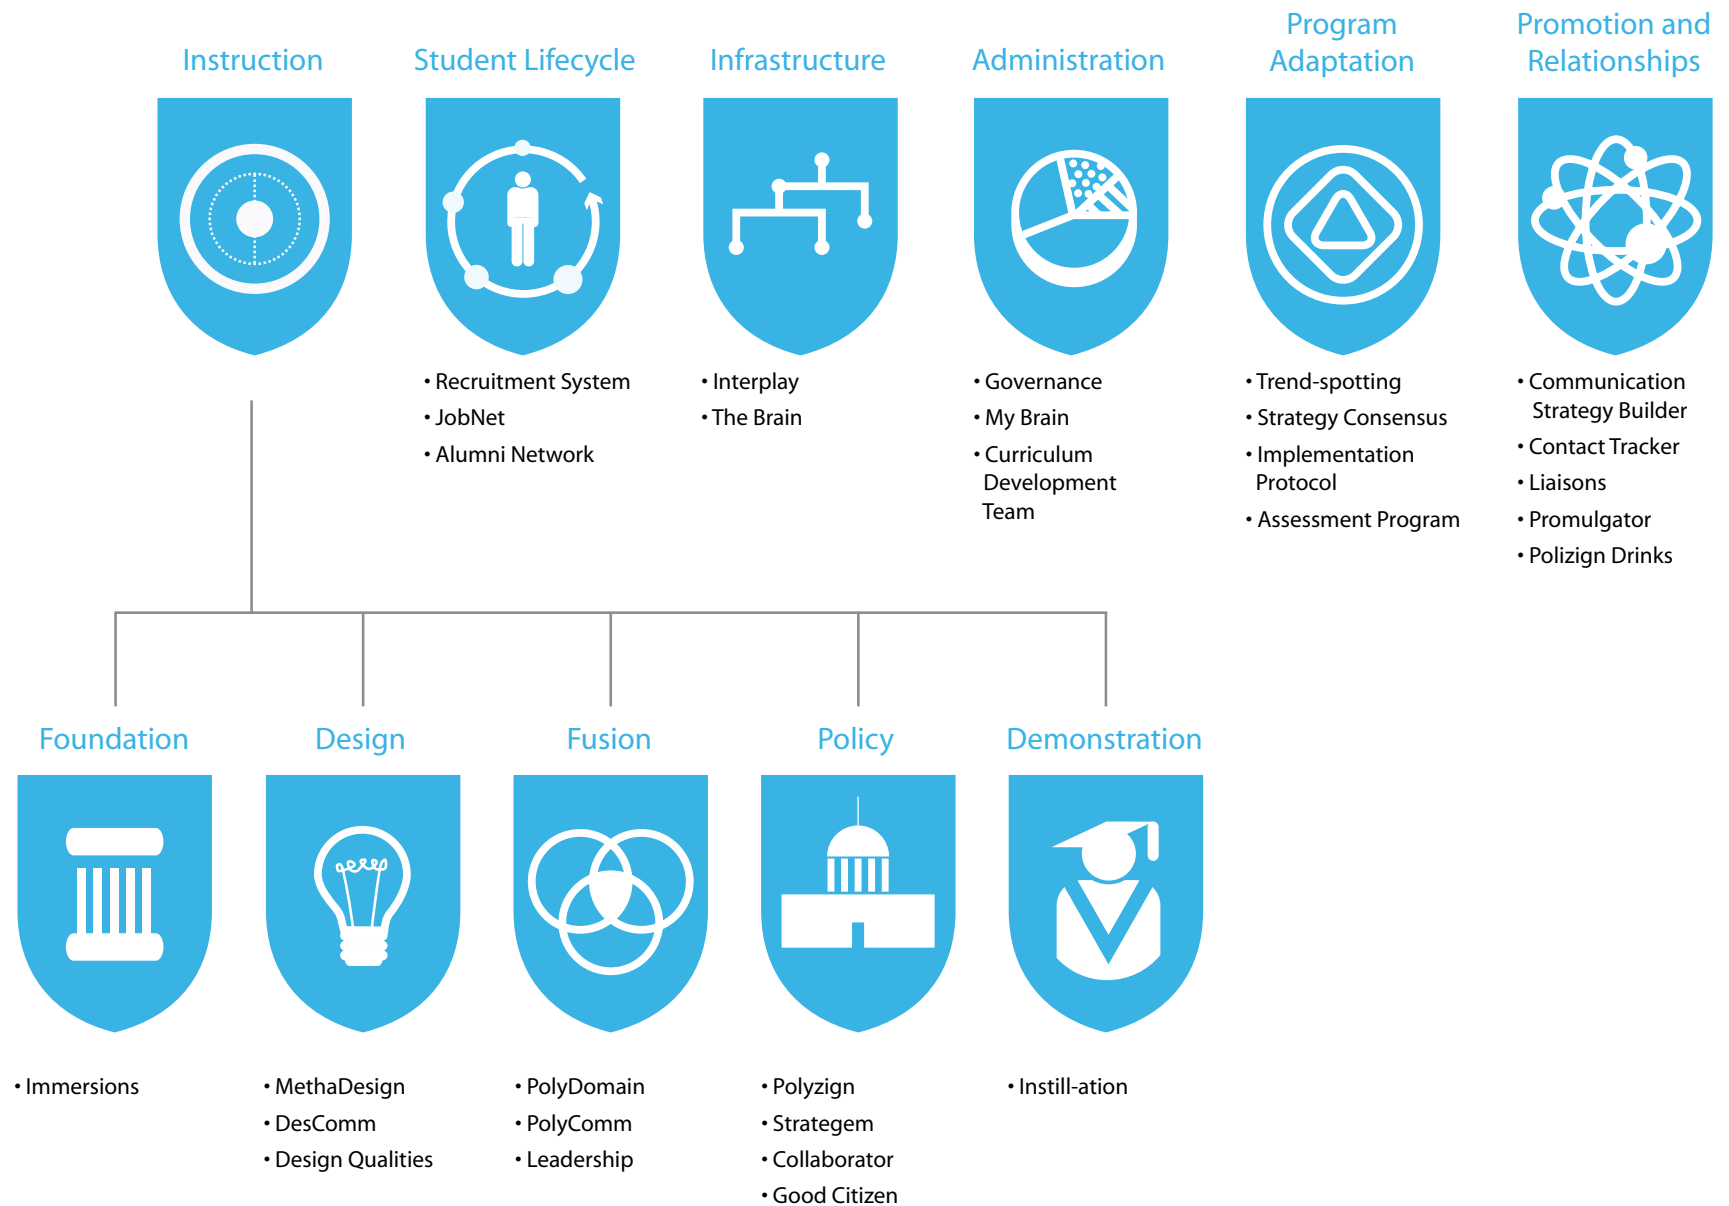 Instruction
Student Lifecycle
Infrastructure
Administration
Program
Adaptation
Promotion and
Relationships
• Recruitment System
• JobNet
• Alumni Network
• Interplay
• The Brain
• Governance
• My Brain
• Curriculum
Development
Team
• Trend-spotting
• Strategy Consensus
• Implementation
Protocol
• Assessment Program
• Communication
Strategy Builder
• Contact Tracker
• Liaisons
• Promulgator
• Polizign Drinks
Foundation
Design
Fusion
Policy
Demonstration
• Immersions
• MethaDesign
• DesComm
• Design Qualities
• PolyDomain
• PolyComm
• Leadership
• Polyzign
• Strategem
• Collaborator
• Good Citizen
• Instill-ation